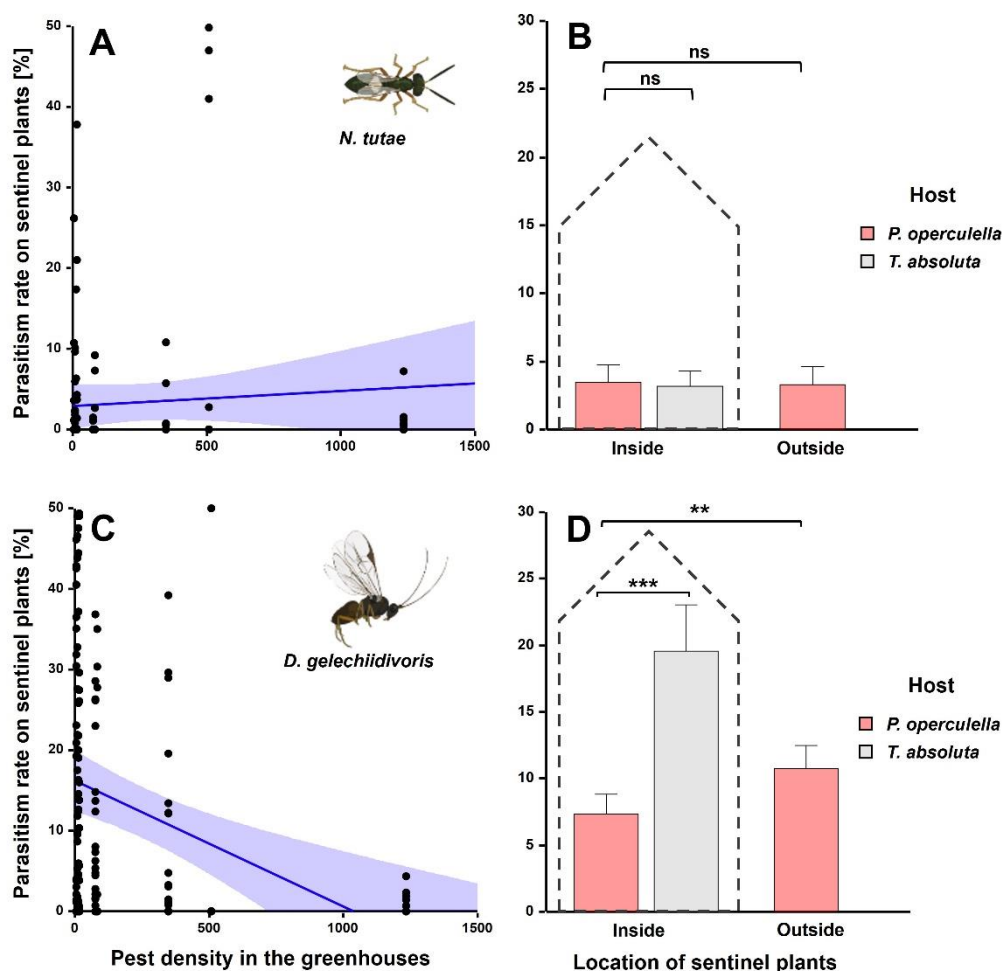 A
Parasitism rate on sentinel plants [%]
50
40
30
20
10
0
0
500
1000
1500
N. tutae
B
30
25
20
15
10
5
0
ns
ns
Inside
Outside
Host
P. operculella
T. absoluta
C
Parasitism rate on sentinel plants [%]
50
40
30
20
10
0
0
500
1000
1500
Pest density in the greenhouses
D. gelechiidivoris
D
30
25
20
15
10
5
0
**
***
Inside
Outside
Location of sentinel plants
Host
P. operculella
T. absoluta